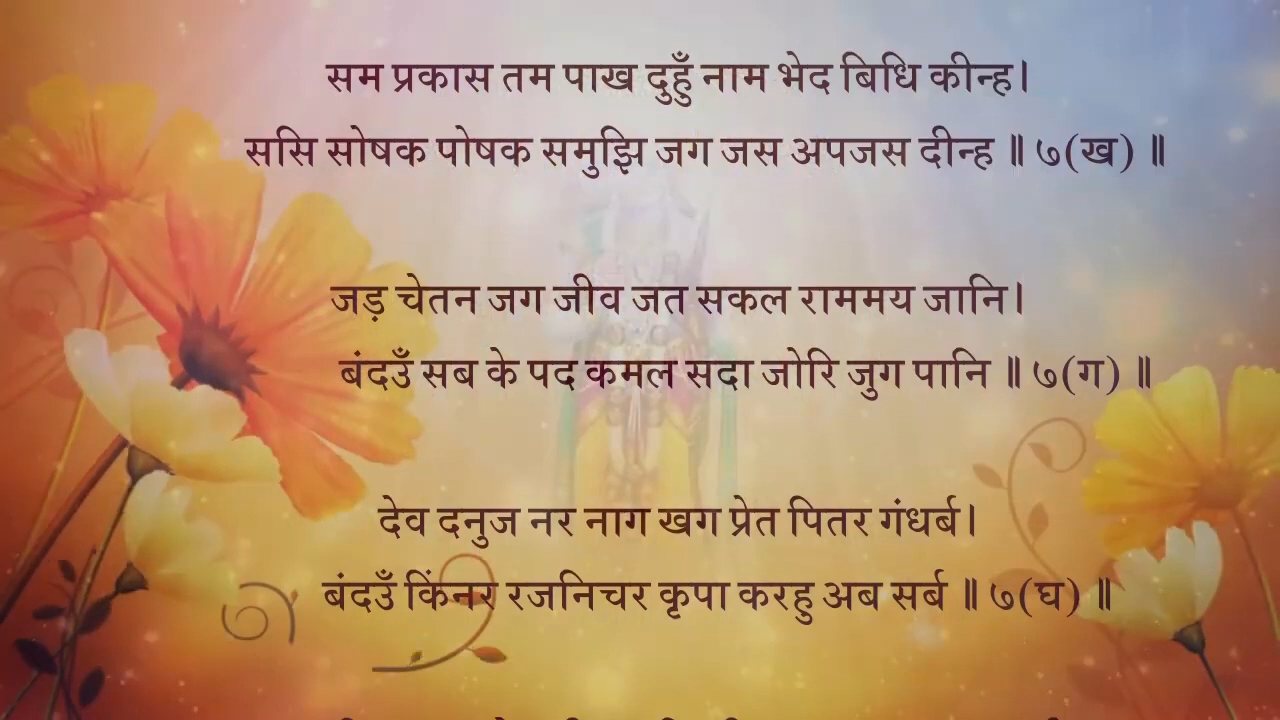 सम प्रकास तम पाख दुहुँ नाम भेद बिधि कीन्ह।
ससि सोषक पोषक समुझि जग जस अपजस दीन्ह ॥ ७(ख) ॥
जड़ चेतन जग जीव जत सकल राममय जानि।
बंदउँ सब के पद कमल सदा जोरि जुग पानि ॥ ७(ग) ॥
देव दनुज नर नाग खग प्रेत पितर गंधर्ब।
बंदउँ किंनर रजनिचर कृपा करहु अब सर्ब ॥ ७(घ) ॥